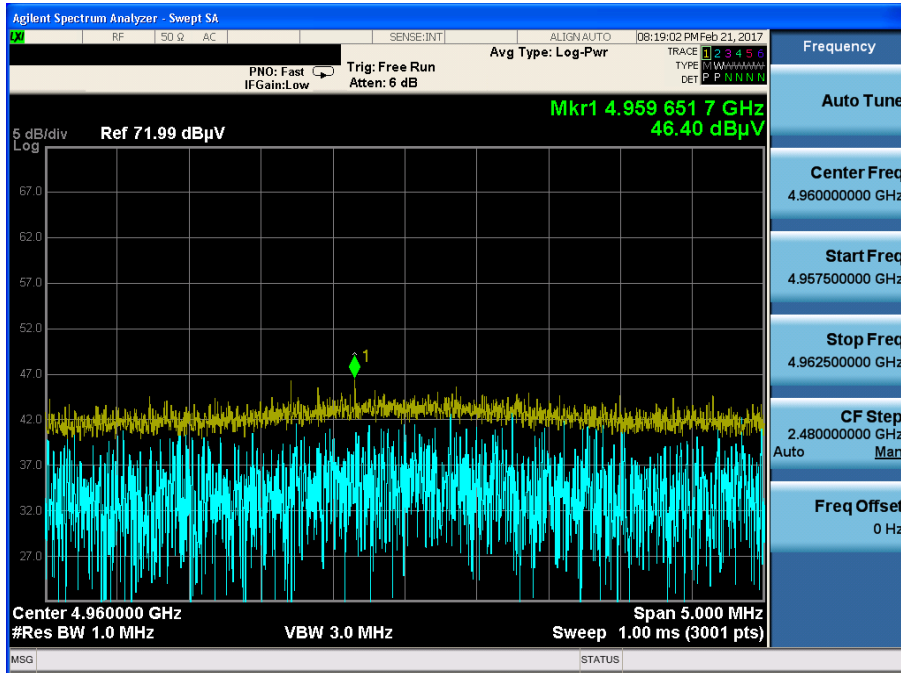 Agilent Spectrum Analyzer - Swept SA
LXI RF 50 Ω AC SENSE:INT ALIGN AUTO 08:19:02 PM Feb 21, 2017
Frequency
Avg Type: Log-Pwr
TRACE 1 2 3 4 5 6
PNO: Fast Trig: Free Run
TYPE M WWWWW
IFGain:Low Atten: 6 dB
DET P P N N N N
Auto Tune
Mkr1 4.959 651 7 GHz
5 dB/div Ref 71.99 dBµV 46.40 dBµV
Log
Center Freq
4.960000000 GHz
67.0
62.0
Start Freq
4.957500000 GHz
57.0
52.0
Stop Freq
4.962500000 GHz
1
47.0
42.0
CF Step
2.480000000 GHz
Auto Man
37.0
32.0
Freq Offset
0 Hz
27.0
Center 4.960000 GHz Span 5.000 MHz
#Res BW 1.0 MHz VBW 3.0 MHz Sweep 1.00 ms (3001 pts)
MSG STATUS